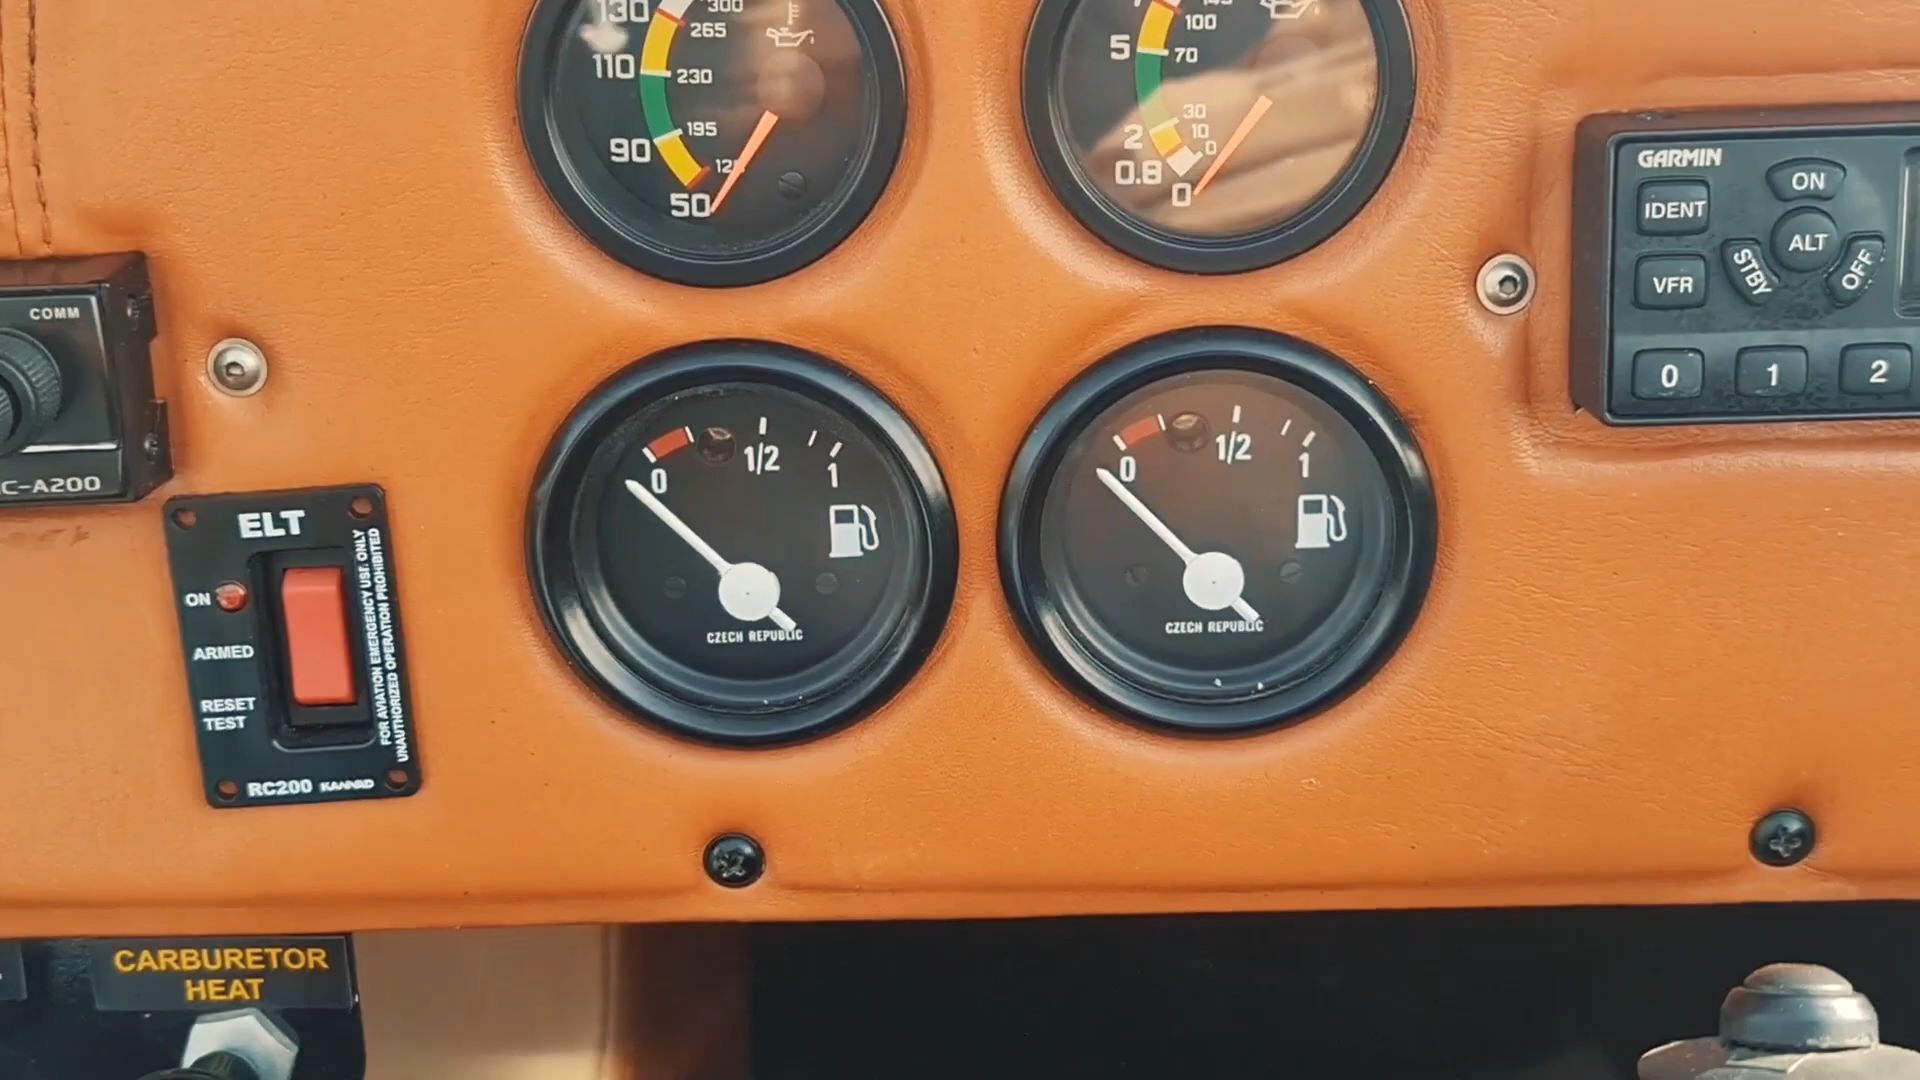 130
300
265
110
230
195
90
50
100
5
70
30
2
10
0
0.8
0
GARMIN
ON
IDENT
ALT
STBY
OFF
VFR
0
1
2
COMM
C-A200
ELT
ON
ARMED
RESET
TEST
FOR AVIATION EMERGENCY USE ONLY
UNAUTHORIZED OPERATION PROHIBITED
RC200 KANNAD
0
1/2
1
CZECH REPUBLIC
0
1/2
1
CZECH REPUBLIC
CARBURETOR
HEAT